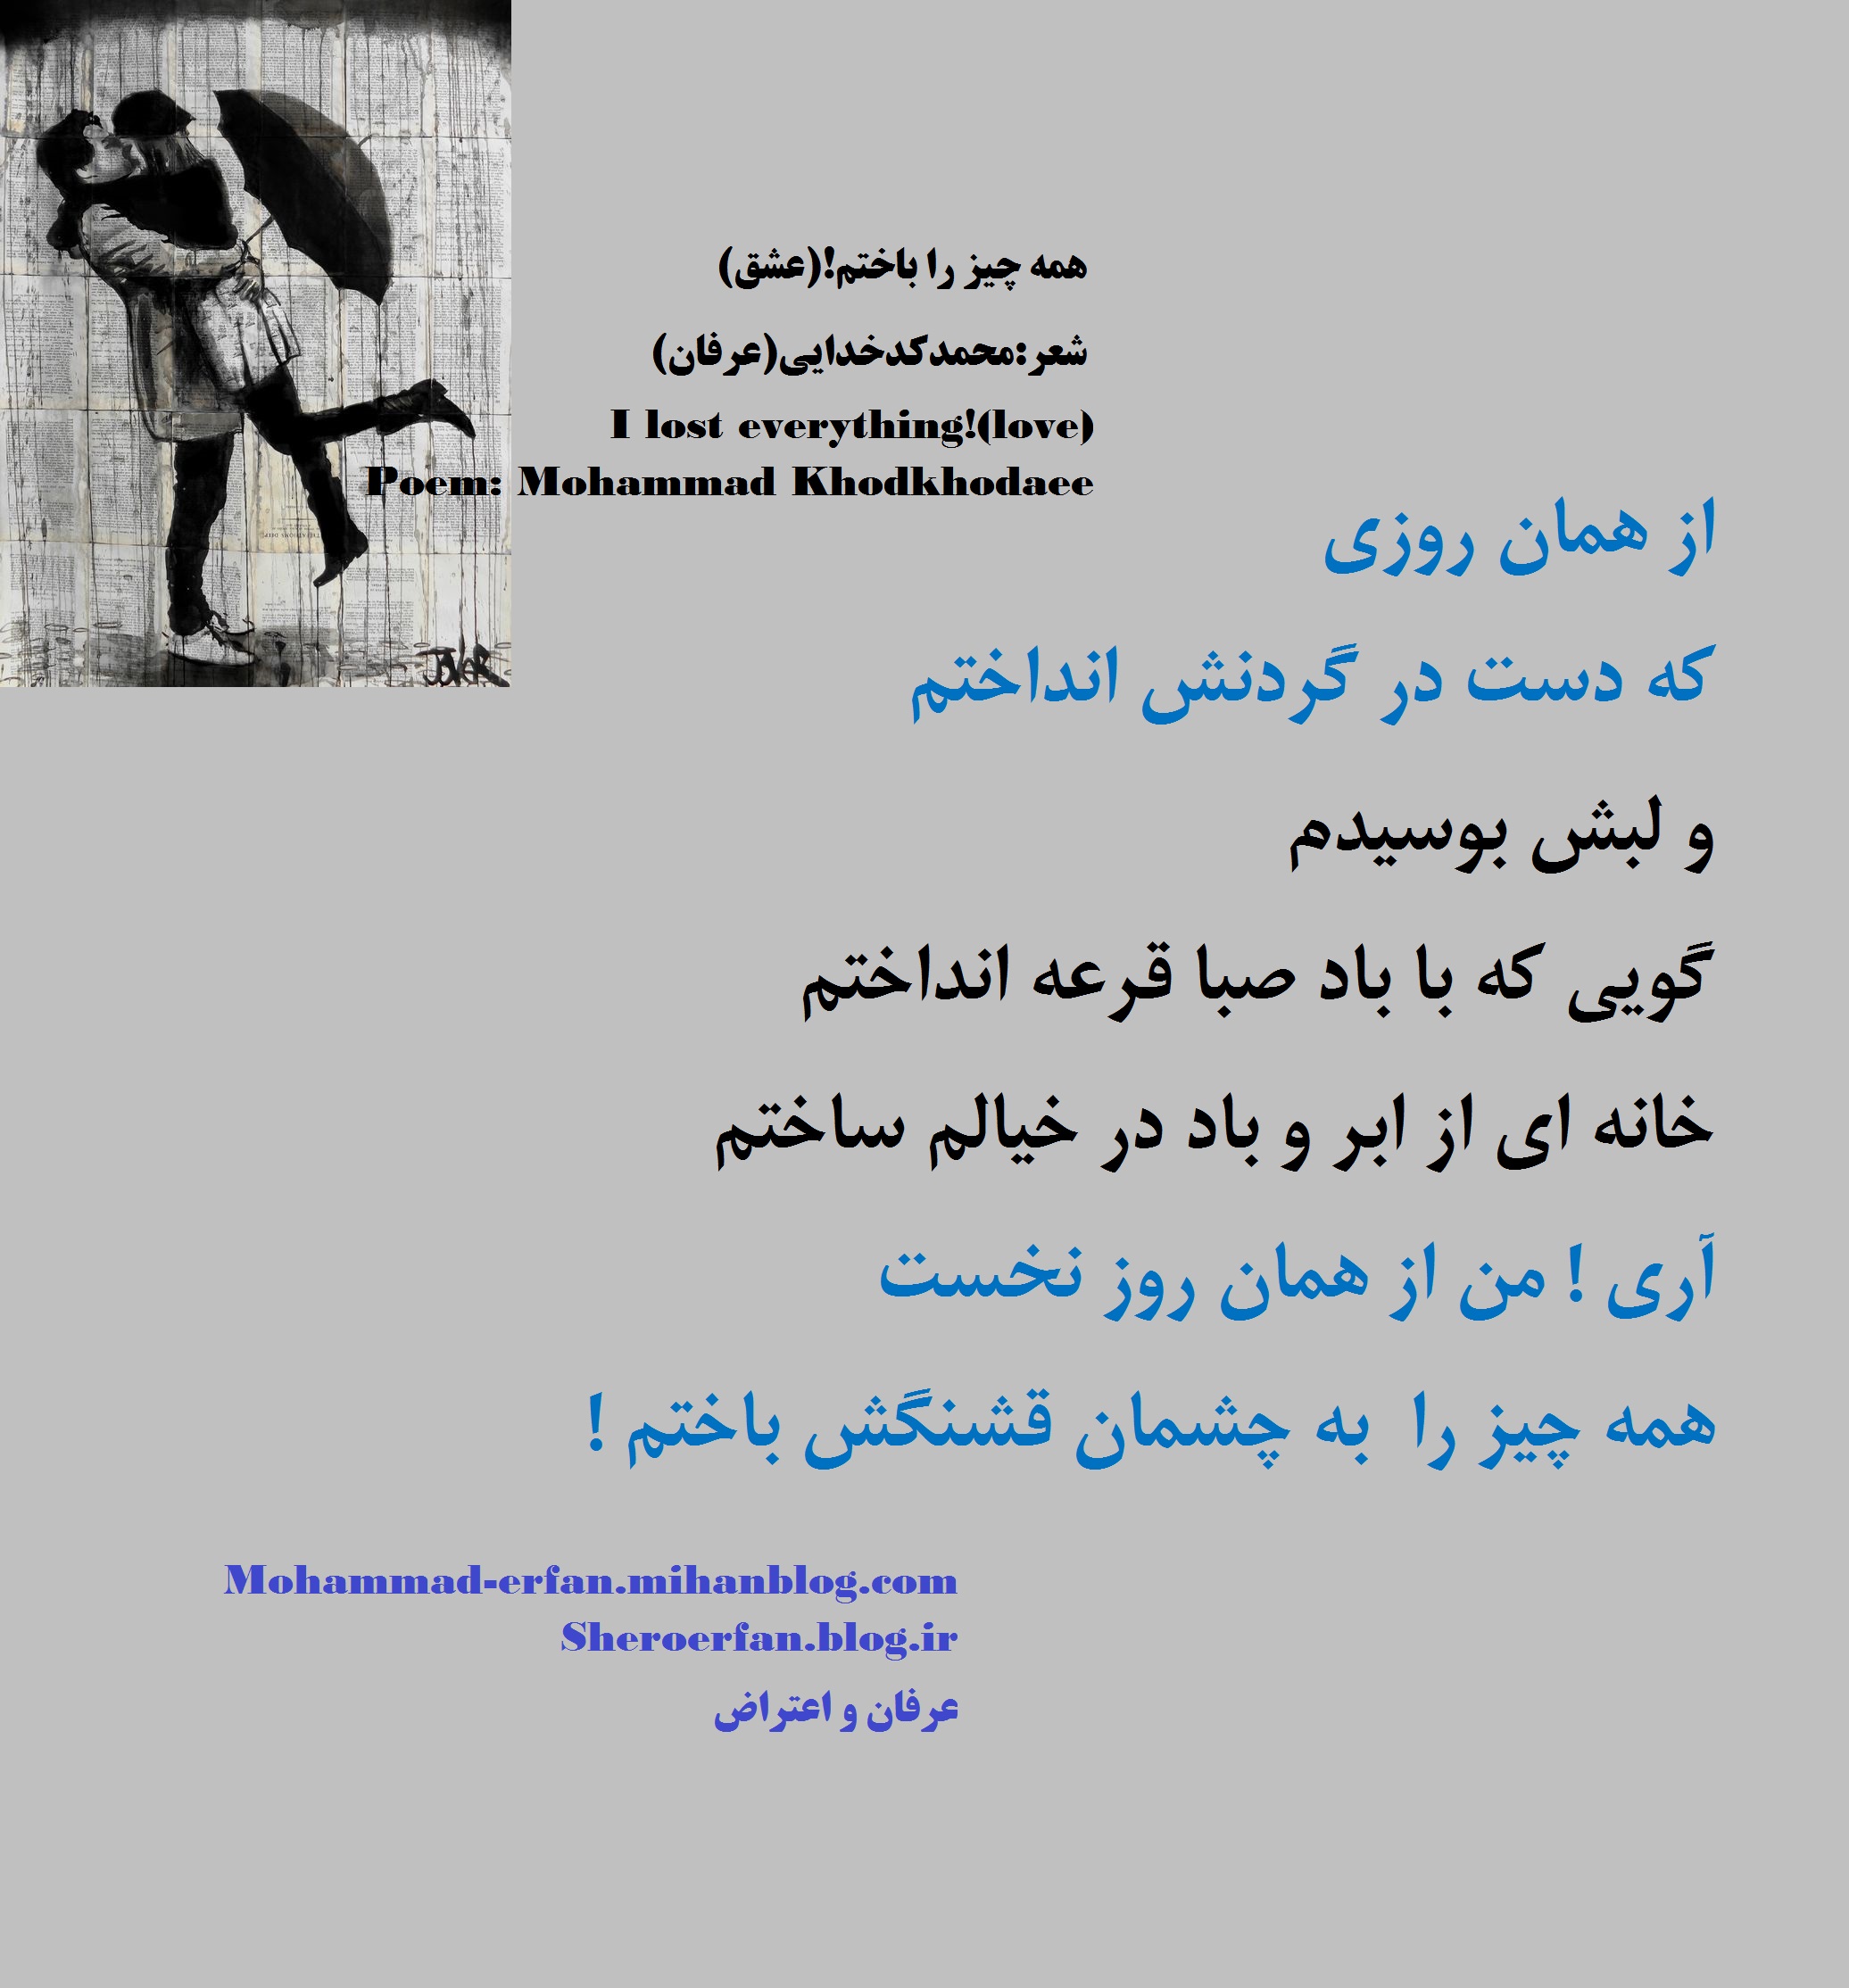 همه چیز را باختم!(عشق)
شعر:محمدکدخدایی(عرفان)
I lost everything!(love)
Poem: Mohammad Khodkhodaee
از همان روزی
که دست در گردنش انداختم
و لبش بوسیدم
گویی که با باد صبا قرعه انداختم
خانه ای از ابر و باد در خیالم ساختم
آری ! من از همان روز نخست
همه چیز را به چشمان قشنگش باختم !
Mohammad-erfan.mihanblog.com
Sheroerfan.blog.ir
عرفان و اعتراض
JOVER